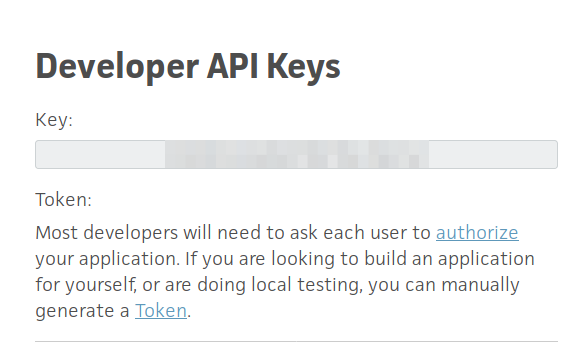 Developer API Keys
Key:
Token:
Most developers will need to ask each user to authorize
your application. If you are looking to build an application
for yourself, or are doing local testing, you can manually
generate a Token.